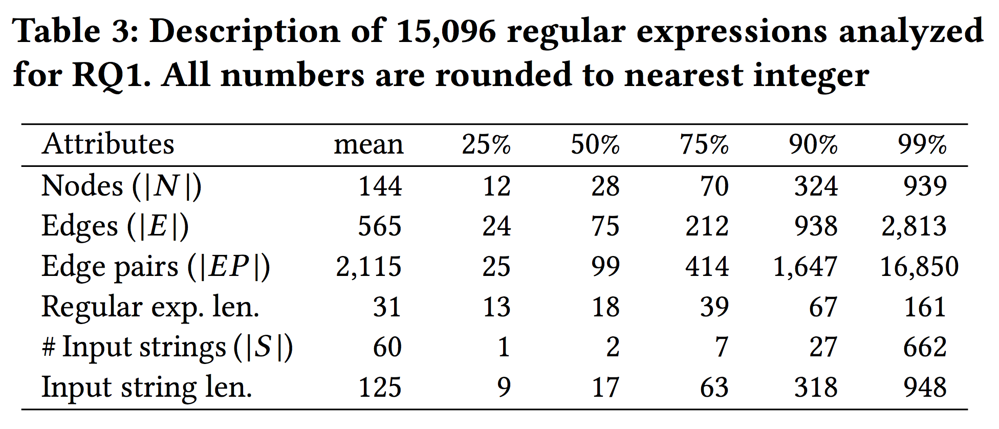 Table 3: Description of 15,096 regular expressions analyzed
for RQ1. All numbers are rounded to nearest integer
Attributes mean 25% 50% 75% 90% 99%
Nodes (|N|) 144 12 28 70 324 939
Edges (|E|) 565 24 75 212 938 2,813
Edge pairs (|EP|) 2,115 25 99 414 1,647 16,850
Regular exp. len. 31 13 18 39 67 161
# Input strings (|S|) 60 1 2 7 27 662
Input string len. 125 9 17 63 318 948